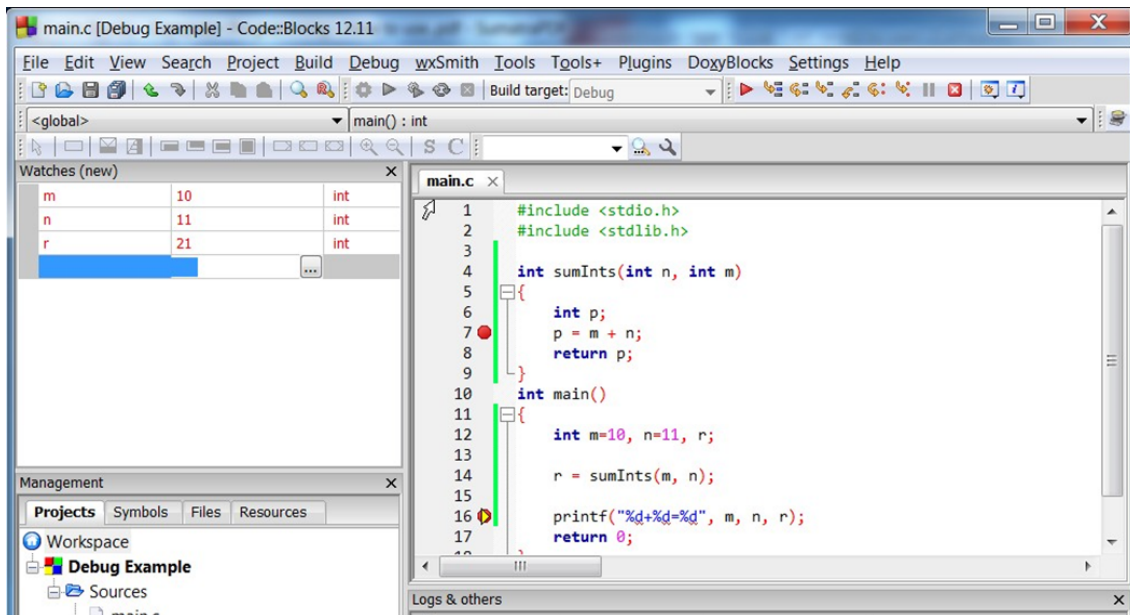 main.c [Debug Example] - Code::Blocks 12.11
File Edit View Search Project Build Debug wxSmith Tools Tools+ Plugins DoxyBlocks Settings Help
Build target: Debug
<global> main() : int
S C
Watches (new)
m 10 int
n 11 int
r 21 int
...
main.c
1 #include <stdio.h>
2 #include <stdlib.h>
3
4 int sumInts(int n, int m)
5 {
6 int p;
7 p = m + n;
8 return p;
9 }
10 int main()
11 {
12 int m=10, n=11, r;
13
14 r = sumInts(m, n);
15
16 printf("%d+%d=%d", m, n, r);
17 return 0;
Management
Projects Symbols Files Resources
Workspace
Debug Example
Sources
main.c
Logs & others